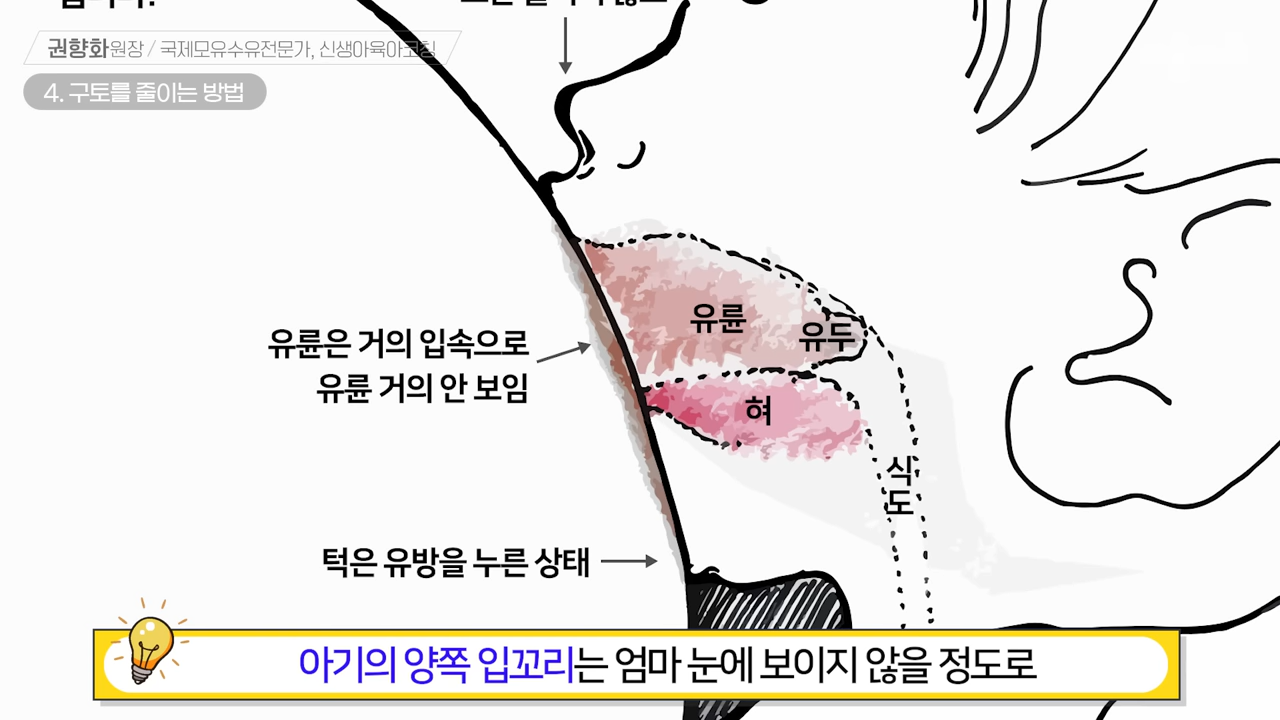 권향화 원장 / 국제모유수유전문가, 신생아육아코칭
4. 구토를 줄이는 방법
유륜
유두
유륜은 거의 입속으로
유륜 거의 안 보임
혀
식도
턱은 유방을 누른 상태
아기의 양쪽 입꼬리는 엄마 눈에 보이지 않을 정도로